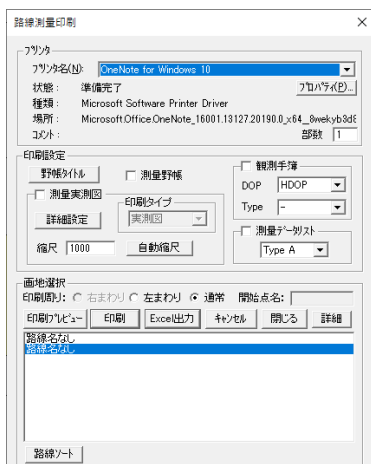 路線測量印刷
プリンタ
プリンタ名(N): OneNote for Windows 10
状態： 準備完了 プロパティ(P)...
種類： Microsoft Software Printer Driver
場所： Microsoft.Office.OneNote_16001.13127.20190.0_x64__8wekyb3d8
コメント： 部数 1
印刷設定
野帳タイトル 測量野帳 観測手簿
DOP HDOP
測量実測図 印刷タイプ Type -
詳細設定 実測図 測量データリスト
縮尺 1000 自動縮尺 Type A
画地選択
印刷周り: 右まわり 左まわり 通常 開始点名:
印刷プレビュー 印刷 Excel出力 キャンセル 閉じる 詳細
路線名なし
路線名なし
路線ソート